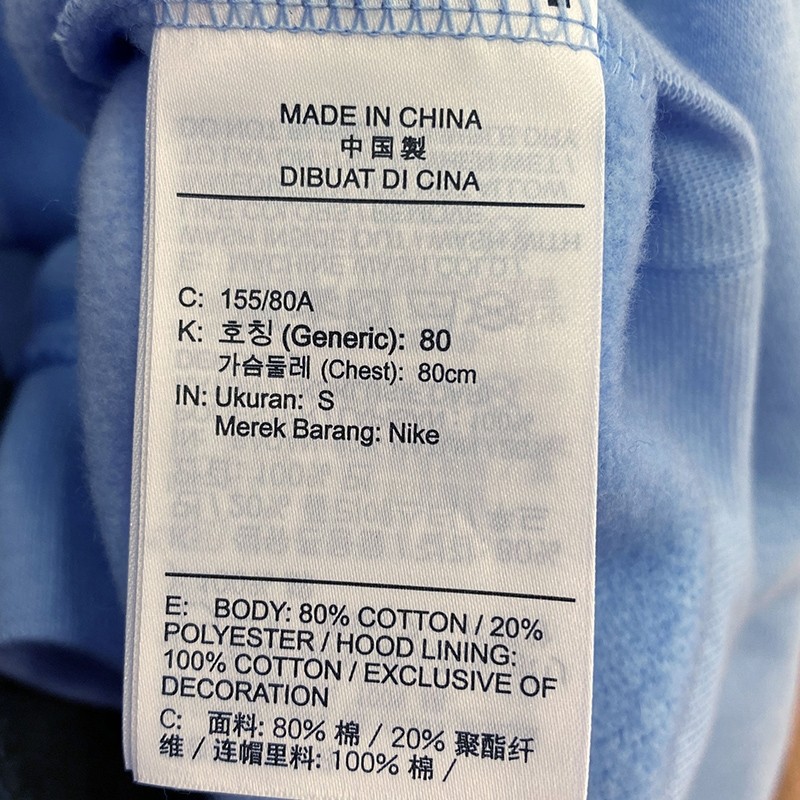 MADE IN CHINA
中国製
DIBUAT DI CINA
C: 155/80A
K: 호칭 (Generic): 80
가슴둘레 (Chest): 80cm
IN: Ukuran: S
Merek Barang: Nike
E: BODY: 80% COTTON / 20%
POLYESTER / HOOD LINING:
100% COTTON / EXCLUSIVE OF
DECORATION
C: 面料: 80% 棉 / 20% 聚酯纤
维 / 连帽里料: 100% 棉 /